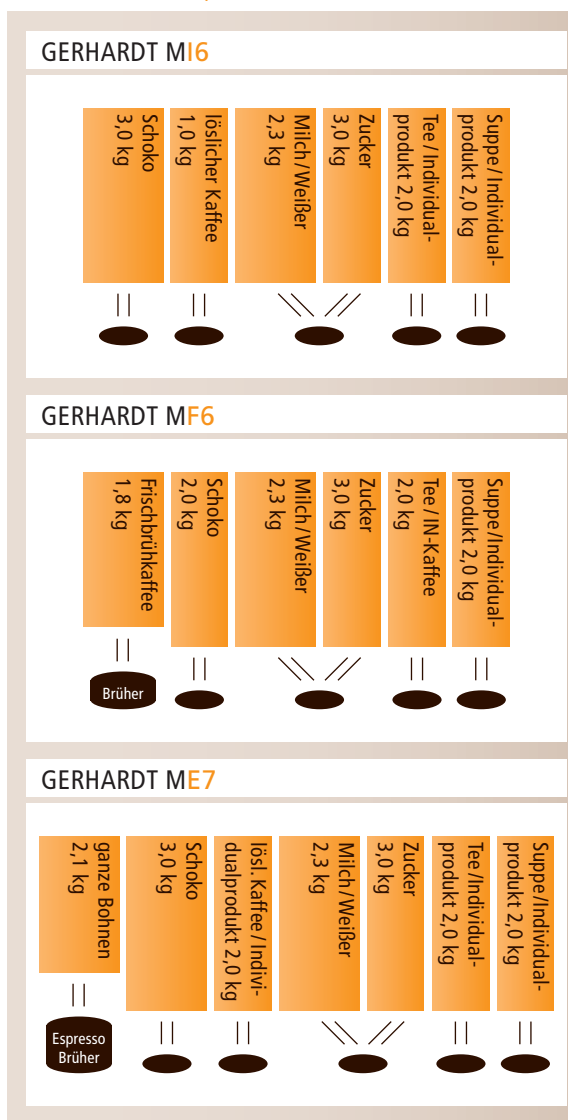 GERHARDT MI6
Schoko
3,0 kg
löslicher Kaffee
1,0 kg
Milch/Weißer
2,3 kg
Zucker
3,0 kg
Tee/Individual-
produkt 2,0 kg
Suppe/Individual-
produkt 2,0 kg
GERHARDT MF6
Frischbrühkaffee
1,8 kg
Schoko
2,0 kg
Milch/Weißer
2,3 kg
Zucker
3,0 kg
Tee/IN-Kaffee
2,0 kg
Suppe/Individual-
produkt 2,0 kg
Brüher
GERHARDT ME7
ganze Bohnen
2,1 kg
Schoko
3,0 kg
lösl. Kaffee/Indivi-
dualprodukt 2,0 kg
Milch/Weißer
2,3 kg
Zucker
3,0 kg
Tee/Individual-
produkt 2,0 kg
Suppe/Individual-
produkt 2,0 kg
Espresso
Brüher